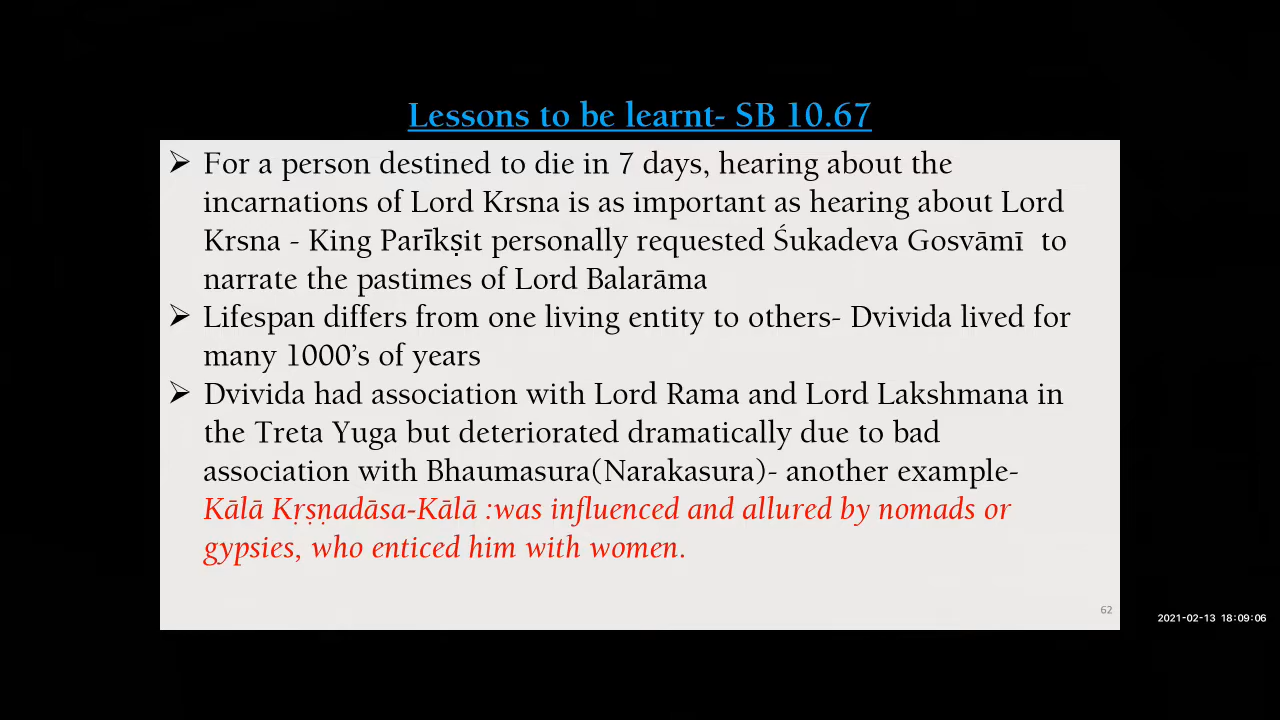 Lessons to be learnt- SB 10.67
➢ For a person destined to die in 7 days, hearing about the
incarnations of Lord Krsna is as important as hearing about Lord
Krsna - King Parīkṣit personally requested Śukadeva Gosvāmī to
narrate the pastimes of Lord Balarāma
➢ Lifespan differs from one living entity to others- Dvivida lived for
many 1000’s of years
➢ Dvivida had association with Lord Rama and Lord Lakshmana in
the Treta Yuga but deteriorated dramatically due to bad
association with Bhaumasura(Narakasura)- another example-
Kālā Kṛṣṇadāsa-Kālā :was influenced and allured by nomads or
gypsies, who enticed him with women.
62
2021-02-13 18:09:06